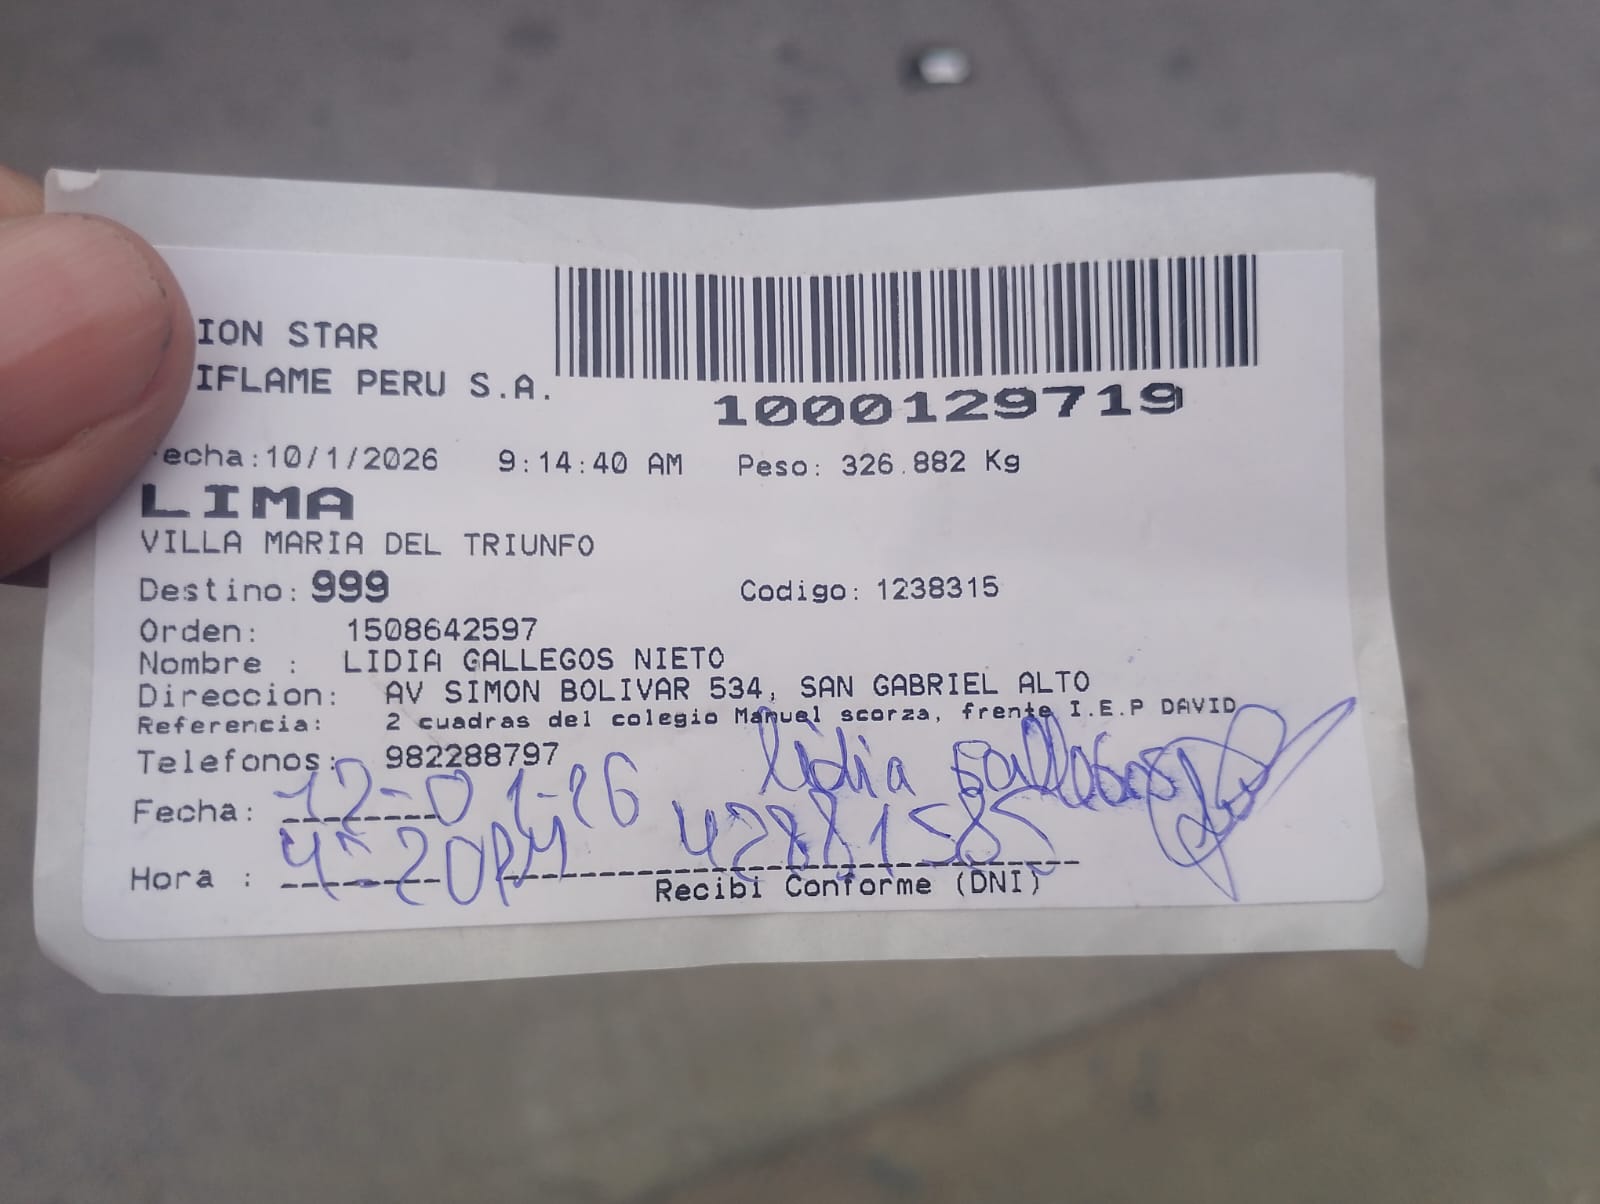 ION STAR
IFLAME PERU S.A.
1000129719
echa:10/1/2026 9:14:40 AM Peso: 326.882 Kg
LIMA
VILLA MARIA DEL TRIUNFO
Destino: 999 Codigo: 1238315
Orden: 1508642597
Nombre : LIDIA GALLEGOS NIETO
Direccion: AV SIMON BOLIVAR 534, SAN GABRIEL ALTO
Referencia: 2 cuadras del colegio Manuel scorza, frente I.E.P DAVID
Telefonos: 982288797
lidia Gallegos
Fecha: 12-01-26
42881585
Hora : 4:20PM
Recibi Conforme (DNI)